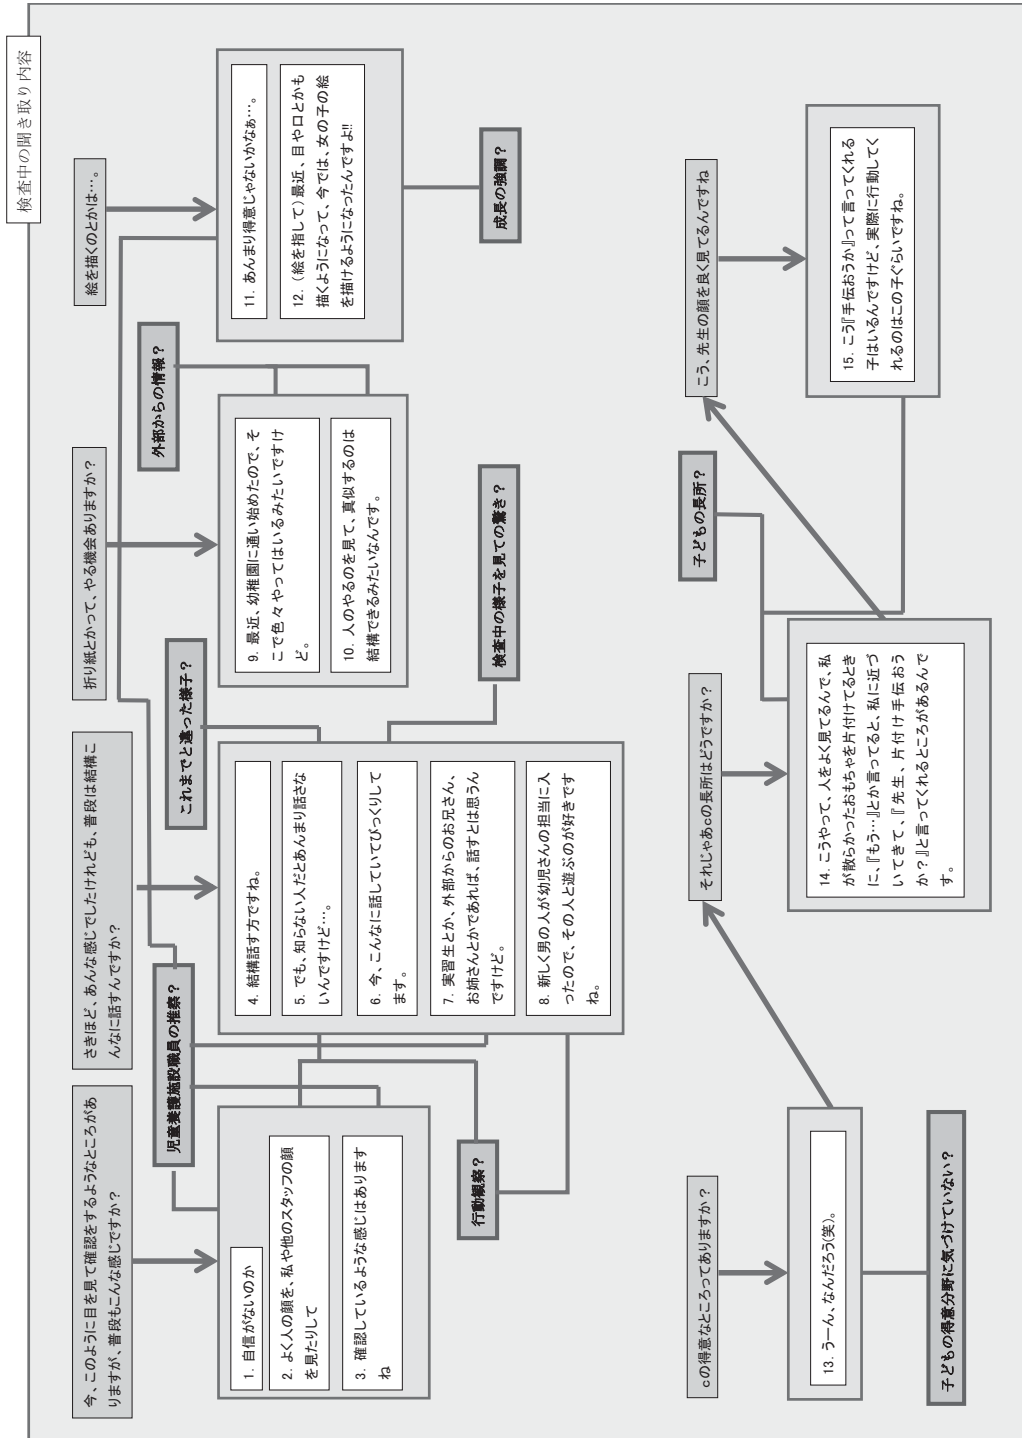 検査中の聞き取り内容
今、このように目を見て確認をするようなところがあ
りますが、普段もこんな感じですか？
さきほど、あんな感じでしたけれども、普段は結構こ
んなに話すんですか？
折り紙とかって、やる機会ありますか？
絵を描くのとかは…。
児童養護施設職員の推察？
これまでと違った様子？
外部からの情報？
1. 自信がないのか
2. よく人の顔を、私や他のスタッフの顔
を見たりして
3. 確認しているような感じはあります
ね
4. 結構話す方ですね。
5. でも、知らない人だとあんまり話さな
いんですけど…。
6. 今、こんなに話していてびっくりして
ます。
7. 実習生とか、外部からのお兄さん、
お姉さんとかであれば、話すとは思うん
ですけど。
8. 新しく男の人が幼児さんの担当に入
ったので、その人と遊ぶのが好きです
ね。
9. 最近、幼稚園に通い始めたので、そ
こで色々やってはいるみたいですけ
ど。
10. 人のやるのを見て、真似するのは
結構できるみたいなんです。
11. あんまり得意じゃないかなぁ…。
12. （絵を指して）最近、目や口とかも
描くようになって、今では、女の子の絵
を描けるようになったんですよ!!
行動観察？
検査中の様子を見ての驚き？
成長の強調？
cの得意なところってありますか？
それじゃあcの長所はどうですか？
子どもの長所？
こう、先生の顔を良く見てるんですね
13. うーん、なんだろう(笑)。
14. こうやって、人をよく見てるんで、私
が散らかったおもちゃを片付けてるとき
に、『もう…』とか言ってると、私に近づ
いてきて、『先生、片付け手伝おう
か？』と言ってくれるところがあるんで
す。
15. こう『手伝おうか』って言ってくれる
子はいるんですけど、実際に行動してく
れるのはこの子ぐらいですね。
子どもの得意分野に気づけていない？